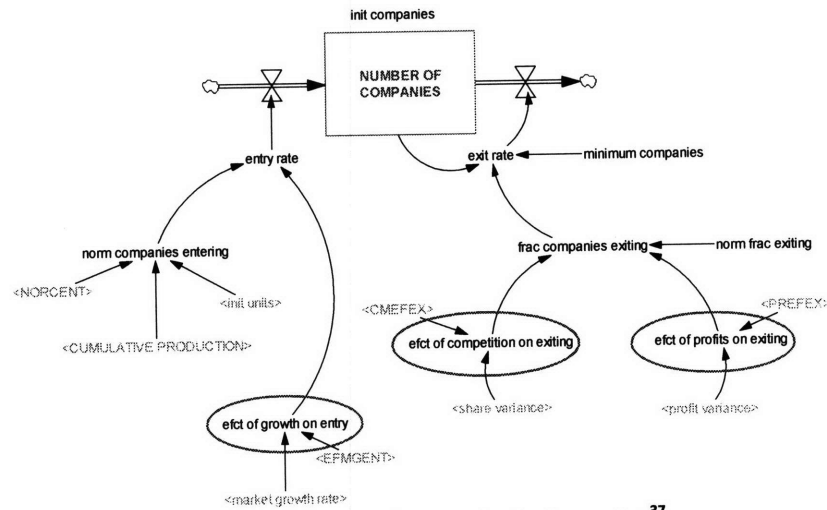 init companies
NUMBER OF
COMPANIES
entry rate
exit rate
minimum companies
norm companies entering
frac companies exiting
norm frac exiting
<NORCENT>
<init units>
<CUMULATIVE PRODUCTION>
<CMEFEX>
<PREFEX>
efct of competition on exiting
efct of profits on exiting
<share variance>
<profit variance>
efct of growth on entry
<EFMGENT>
<market growth rate>
37